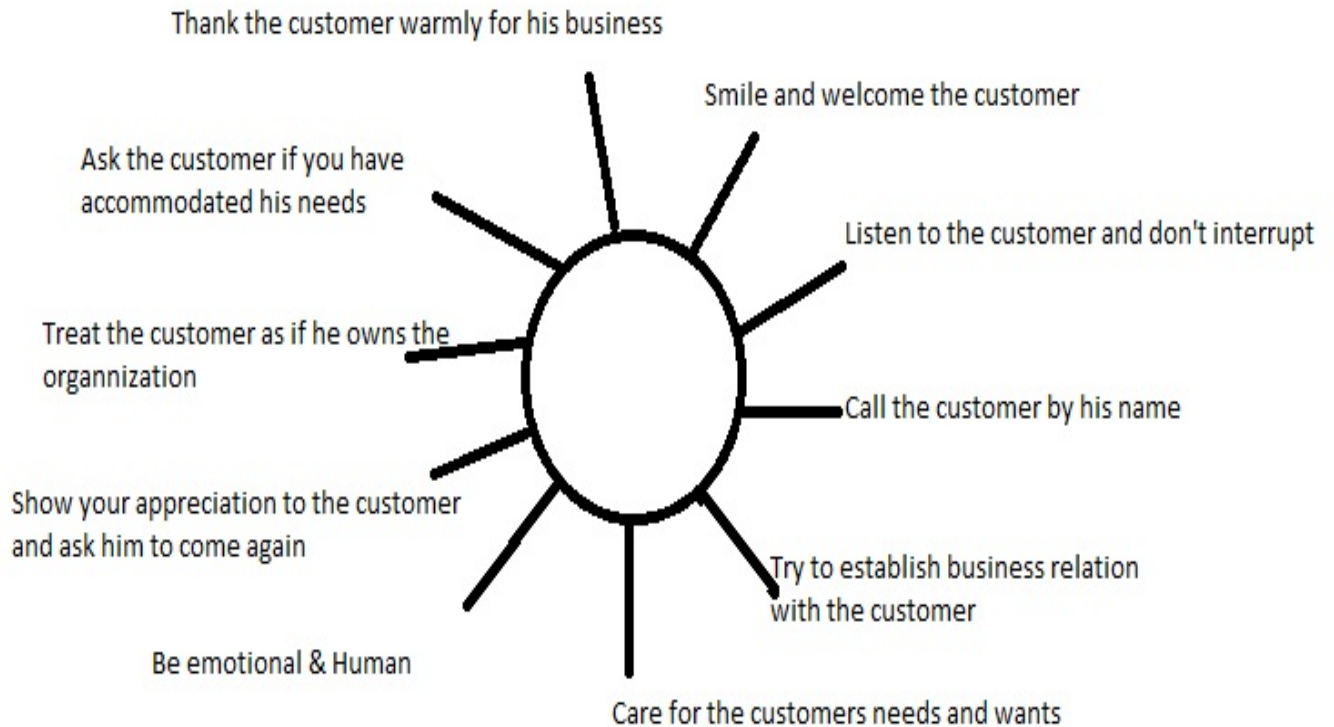 Thank the customer warmly for his business
Smile and welcome the customer
Ask the customer if you have
accommodated his needs
Listen to the customer and don't interrupt
Treat the customer as if he owns the
organnization
Call the customer by his name
Show your appreciation to the customer
and ask him to come again
Try to establish business relation
with the customer
Be emotional & Human
Care for the customers needs and wants